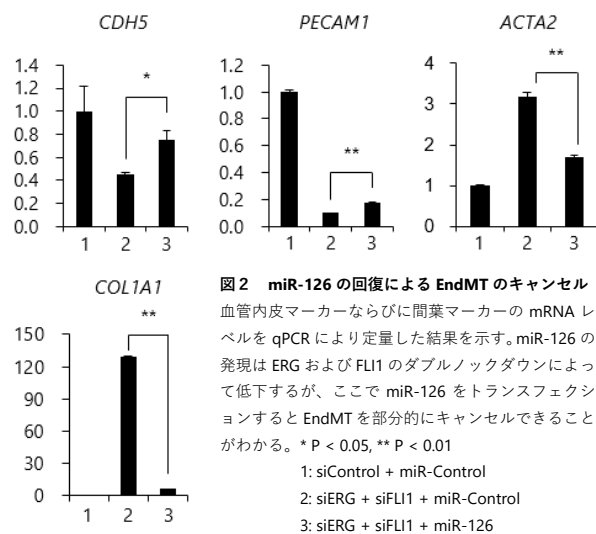 CDH5
1.4
1.2
1.0
0.8
0.6
0.4
0.2
0.0
*
1 2 3
PECAM1
1.2
1.0
0.8
0.6
0.4
0.2
0.0
**
1 2 3
ACTA2
4
3
2
1
0
**
1 2 3
COL1A1
150
120
90
60
30
0
**
1 2 3
図2 miR-126 の回復による EndMT のキャンセル
血管内皮マーカーならびに間葉マーカーの mRNA レ
ベルを qPCR により定量した結果を示す。miR-126 の
発現は ERG および FLI1 のダブルノックダウンによっ
て低下するが、ここで miR-126 をトランスフェクシ
ョンすると EndMT を部分的にキャンセルできること
がわかる。* P < 0.05, ** P < 0.01
1: siControl + miR-Control
2: siERG + siFLI1 + miR-Control
3: siERG + siFLI1 + miR-126